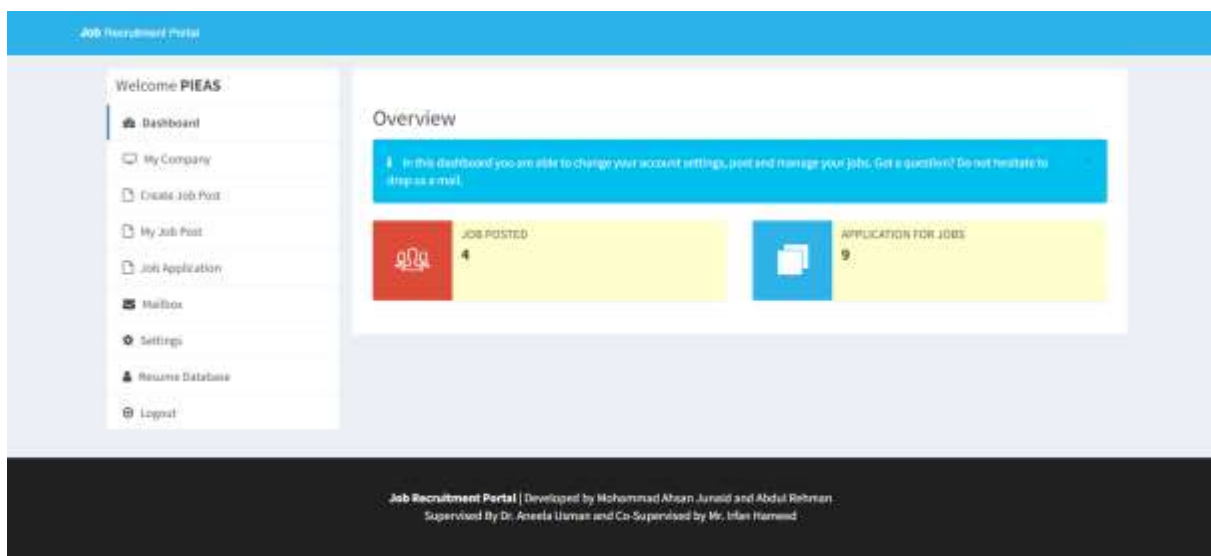 Job Recruitment Portal
Welcome PIEAS
Dashboard
My Company
Create Job Post
My Job Post
Job Application
Mailbox
Settings
Resume Database
Logout
Overview
In this dashboard you are able to change your account settings, post and manage your jobs. Got a question? Do not hesitate to
drop us a mail.
JOB POSTED
4
APPLICATION FOR JOBS
9
Job Recruitment Portal | Developed by Mohammad Ahsan Junaid and Abdul Rehman
Supervised By Dr. Aneela Usman and Co-Supervised by Mr. Irfan Hameed